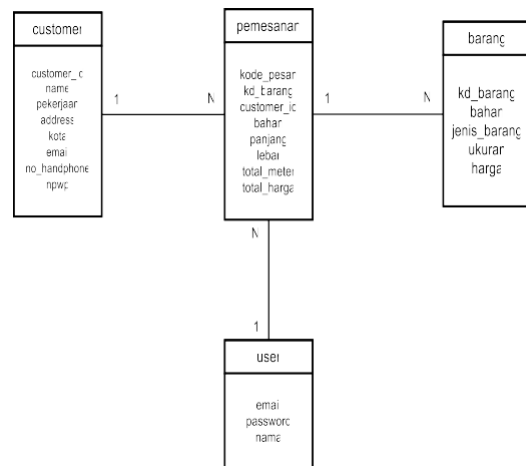 customer
customer_id
name
pekerjaan
address
kota
email
no_handphone
npwp
1
N
pemesanan
kode_pesan
kd_barang
customer_id
bahan
panjang
lebar
total_meter
total_harga
1
N
barang
kd_barang
bahan
jenis_barang
ukuran
harga
N
1
user
email
password
nama